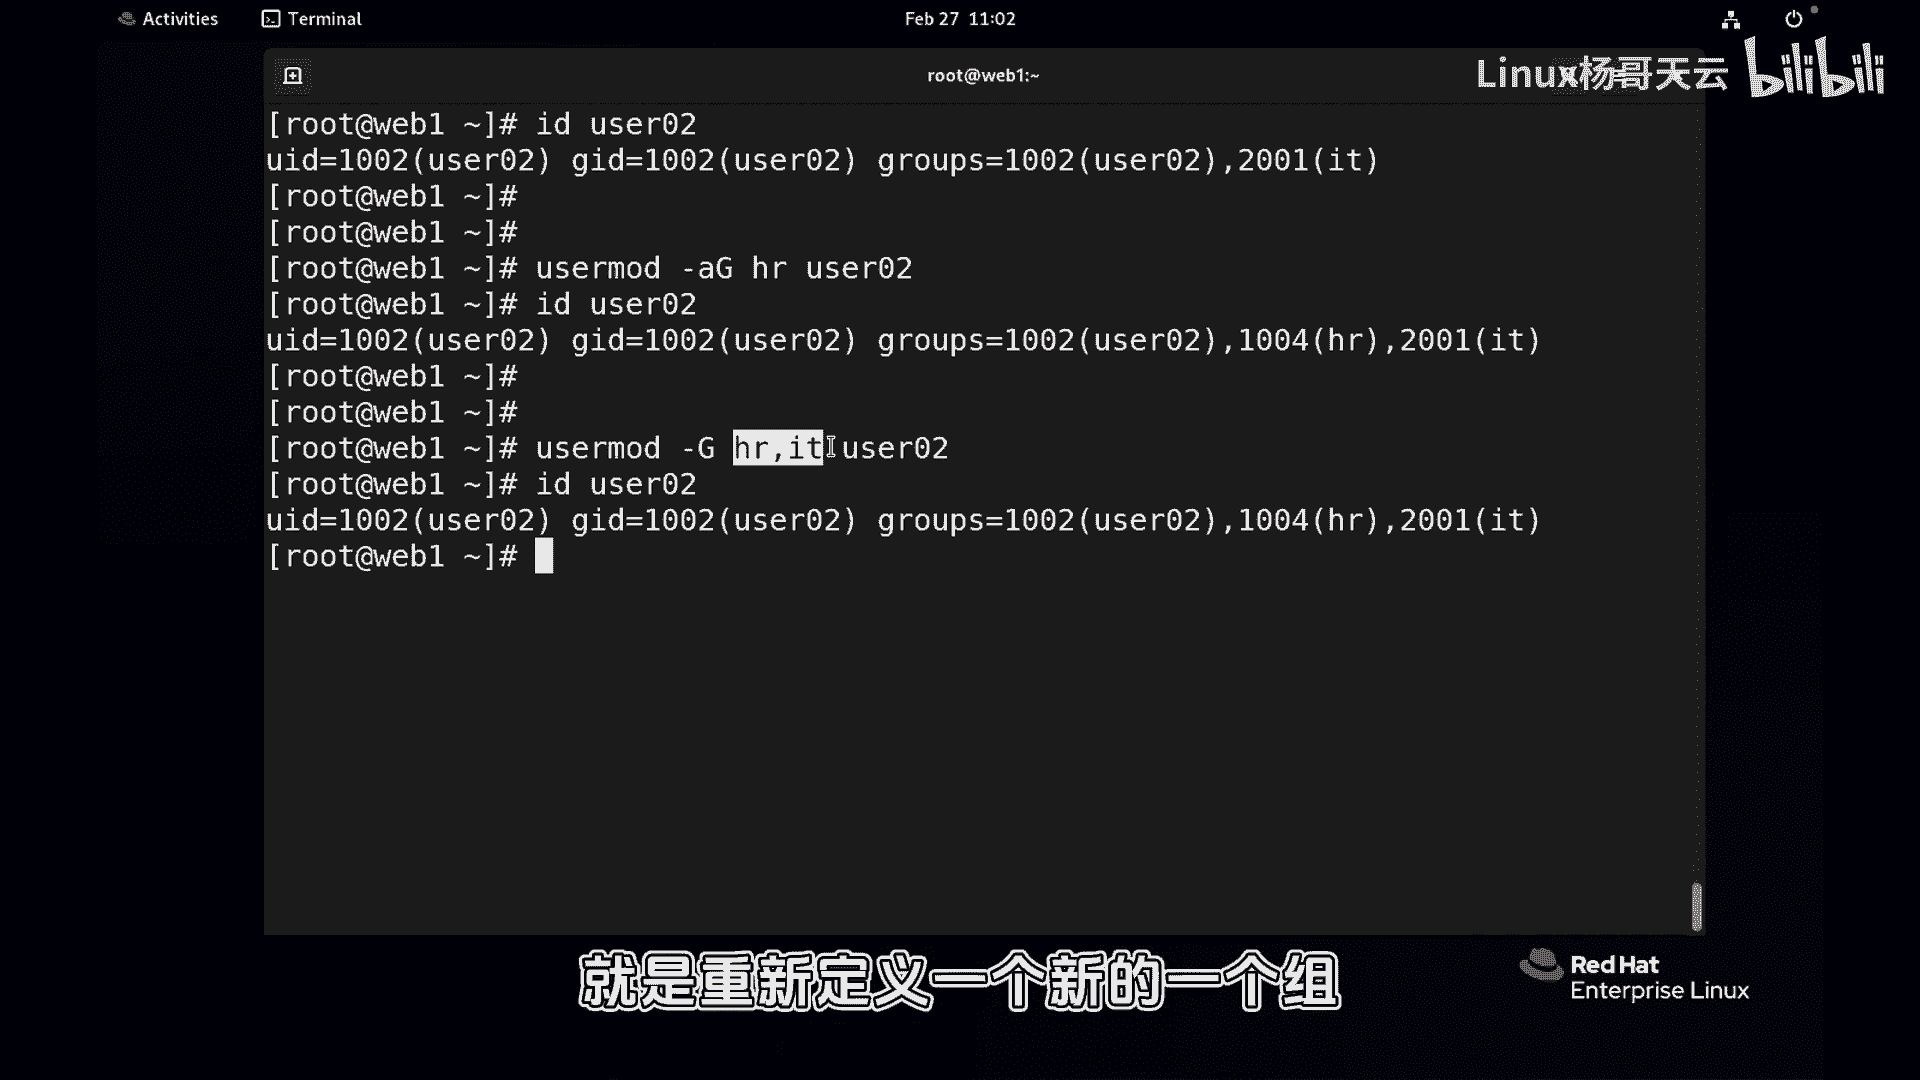 Activities
Terminal
Feb 27 11:02
root@web1:~
Linux杨哥天云 bilibili
[root@web1 ~]# id user02
uid=1002(user02) gid=1002(user02) groups=1002(user02),2001(it)
[root@web1 ~]#
[root@web1 ~]#
[root@web1 ~]# usermod -aG hr user02
[root@web1 ~]# id user02
uid=1002(user02) gid=1002(user02) groups=1002(user02),1004(hr),2001(it)
[root@web1 ~]#
[root@web1 ~]#
[root@web1 ~]# usermod -G hr,it user02
[root@web1 ~]# id user02
uid=1002(user02) gid=1002(user02) groups=1002(user02),1004(hr),2001(it)
[root@web1 ~]#
就是重新定义一个新的一个组
Red Hat
Enterprise Linux